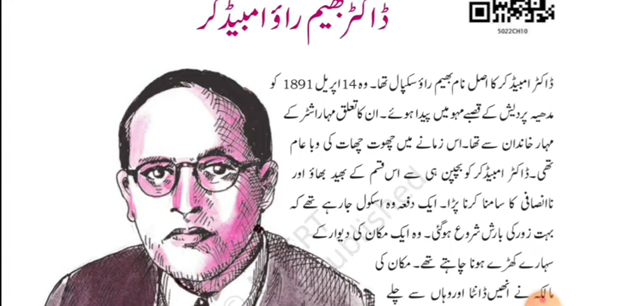 ڈاکٹر بھیم راؤ امبیڈکر
5022CH10
ڈاکٹر امبیڈکر کا اصل نام بھیم راؤ سکپال تھا۔ وہ 14 اپریل 1891 کو
مدھیہ پردیش کے قصبے مہو میں پیدا ہوئے۔ ان کا تعلق مہاراشٹر کے
مہار خاندان سے تھا۔ اس زمانے میں چھوت چھات کی وبا عام
تھی۔ ڈاکٹر امبیڈکر کو بچپن ہی سے اس قسم کے بھید بھاؤ اور
ناانصافی کا سامنا کرنا پڑا۔ ایک دفعہ وہ اسکول جارہے تھے کہ
بہت زور کی بارش شروع ہوگئی۔ وہ ایک مکان کی دیوار کے
سہارے کھڑے ہونا چاہتے تھے۔ مکان کی
مالکہ نے انھیں ڈانٹا اور وہاں سے چلے